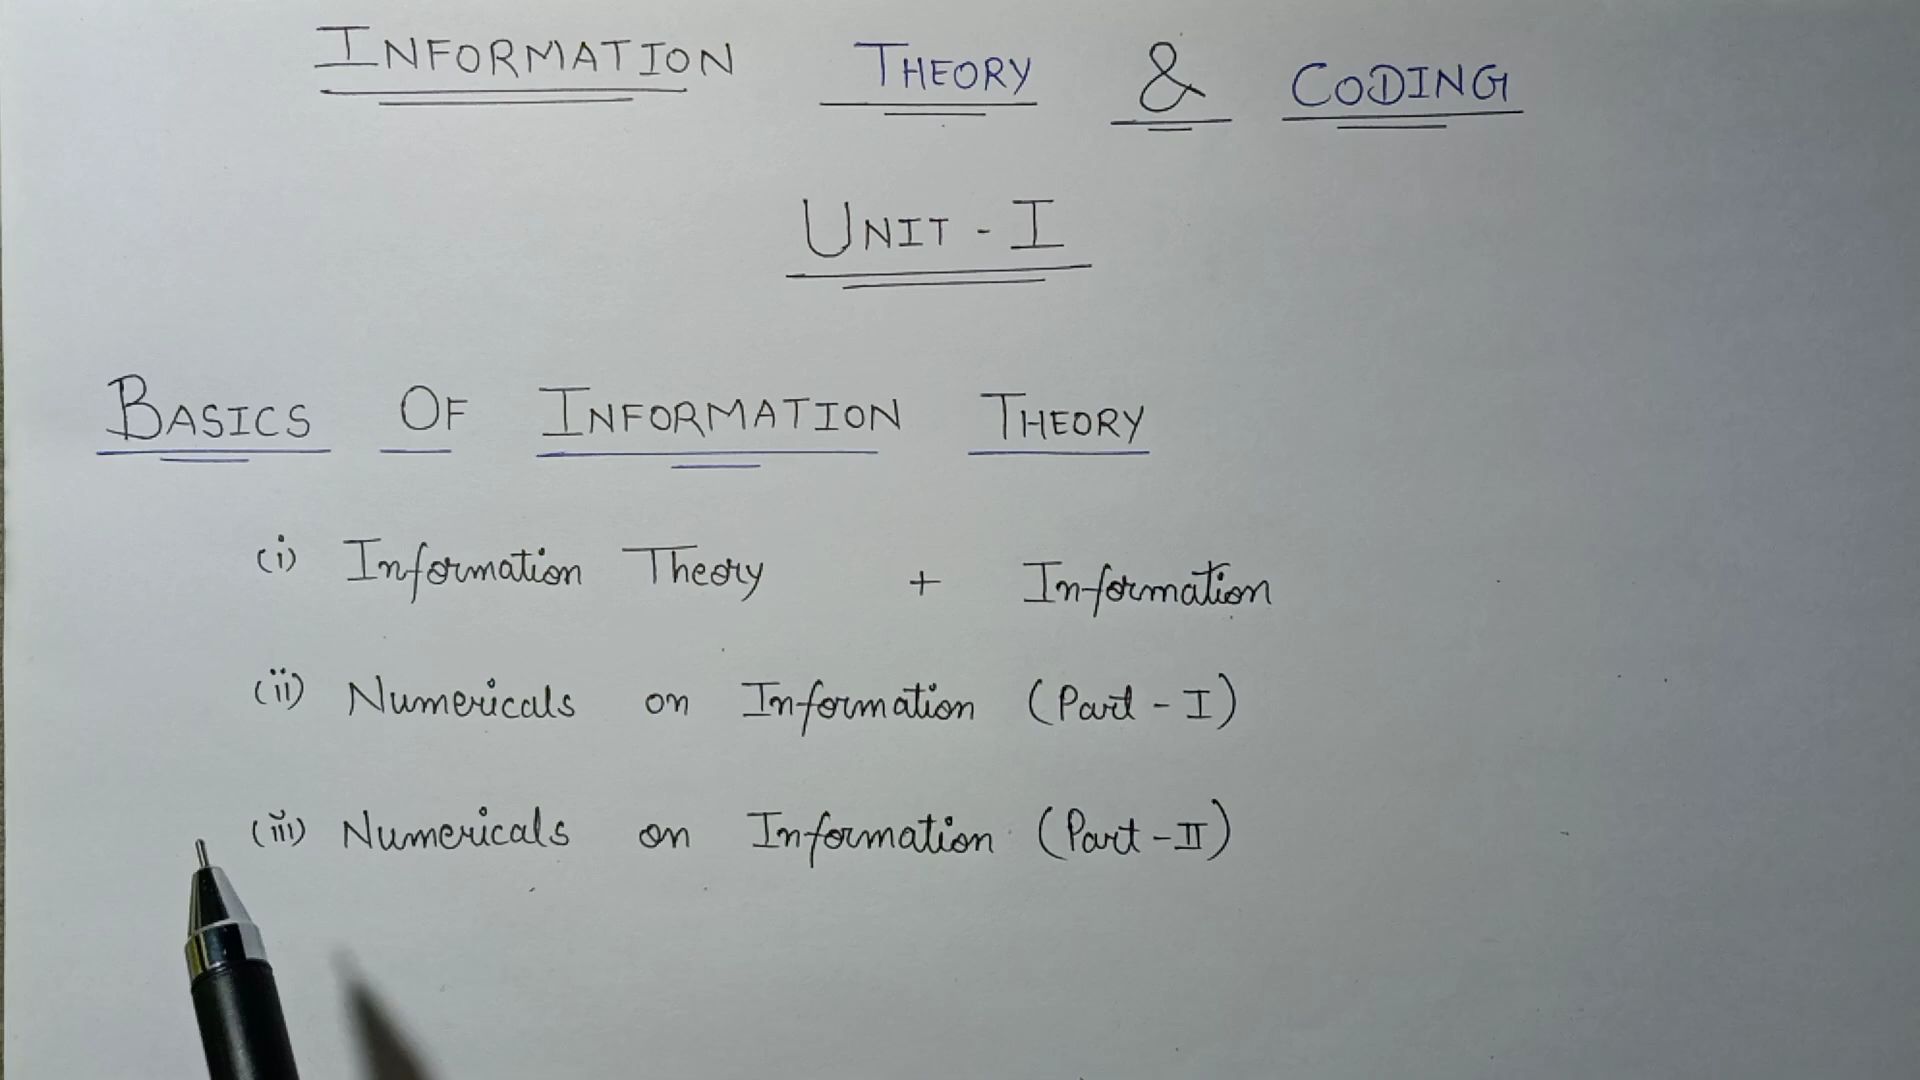 INFORMATION THEORY & CODING
UNIT - I
BASICS OF INFORMATION THEORY
(i) Information Theory + Information
(ii) Numericals on Information (Part - I)
(iii) Numericals on Information (Part - II)